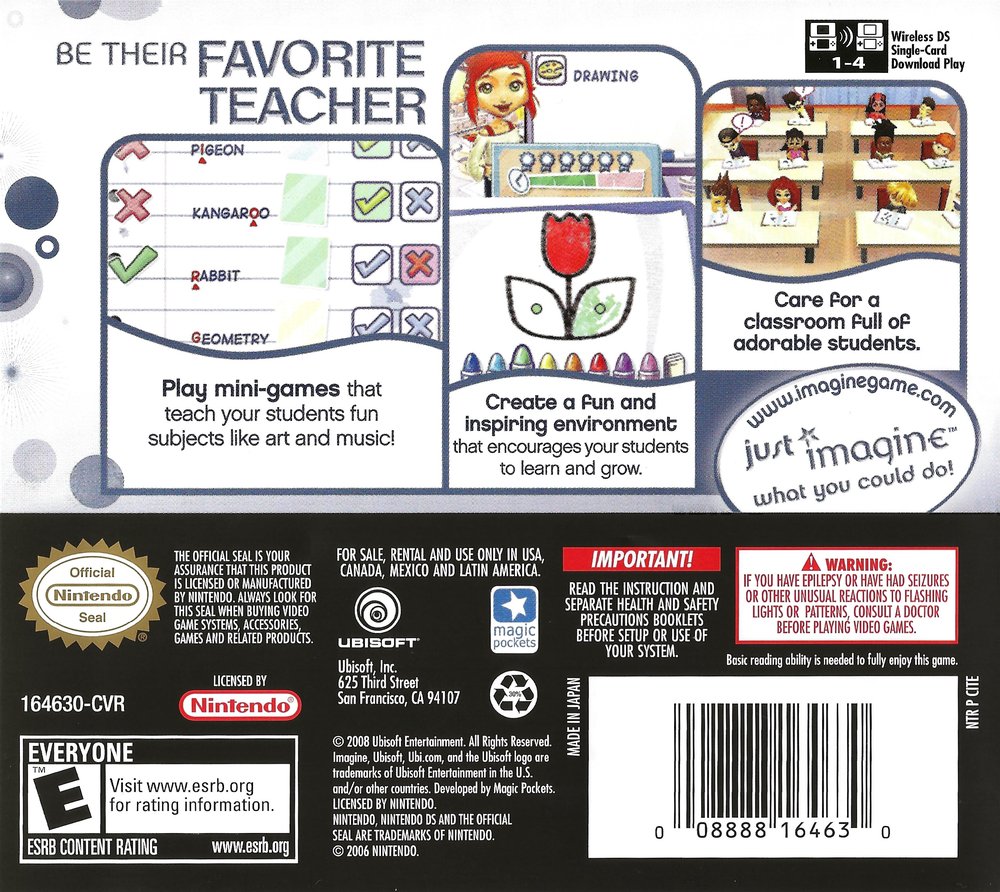 BE THEIR FAVORITE
TEACHER
Wireless DS
Single-Card
Download Play
1-4
PIGEON
KANGAROO
RABBIT
GEOMETRY
Play mini-games that
teach your students fun
subjects like art and music!
DRAWING
Create a fun and
inspiring environment
that encourages your students
to learn and grow.
!
!
Care for a
classroom full of
adorable students.
www.imaginegame.com
just imagine™
what you could do!
Official
Nintendo
Seal
®
THE OFFICIAL SEAL IS YOUR
ASSURANCE THAT THIS PRODUCT
IS LICENSED OR MANUFACTURED
BY NINTENDO. ALWAYS LOOK FOR
THIS SEAL WHEN BUYING VIDEO
GAME SYSTEMS, ACCESSORIES,
GAMES AND RELATED PRODUCTS.
164630-CVR
LICENSED BY
Nintendo®
EVERYONE
TM
E
Visit www.esrb.org
for rating information.
ESRB CONTENT RATING www.esrb.org
FOR SALE, RENTAL AND USE ONLY IN USA,
CANADA, MEXICO AND LATIN AMERICA.
UBISOFT
magic
pockets
Ubisoft, Inc.
625 Third Street
San Francisco, CA 94107
30%
© 2008 Ubisoft Entertainment. All Rights Reserved.
Imagine, Ubisoft, Ubi.com, and the Ubisoft logo are
trademarks of Ubisoft Entertainment in the U.S.
and/or other countries. Developed by Magic Pockets.
LICENSED BY NINTENDO.
NINTENDO, NINTENDO DS AND THE OFFICIAL
SEAL ARE TRADEMARKS OF NINTENDO.
© 2006 NINTENDO.
IMPORTANT!
READ THE INSTRUCTION AND
SEPARATE HEALTH AND SAFETY
PRECAUTIONS BOOKLETS
BEFORE SETUP OR USE OF
YOUR SYSTEM.
WARNING:
IF YOU HAVE EPILEPSY OR HAVE HAD SEIZURES
OR OTHER UNUSUAL REACTIONS TO FLASHING
LIGHTS OR PATTERNS, CONSULT A DOCTOR
BEFORE PLAYING VIDEO GAMES.
Basic reading ability is needed to fully enjoy this game.
MADE IN JAPAN
NTR P CITE
0 08888 16463 0